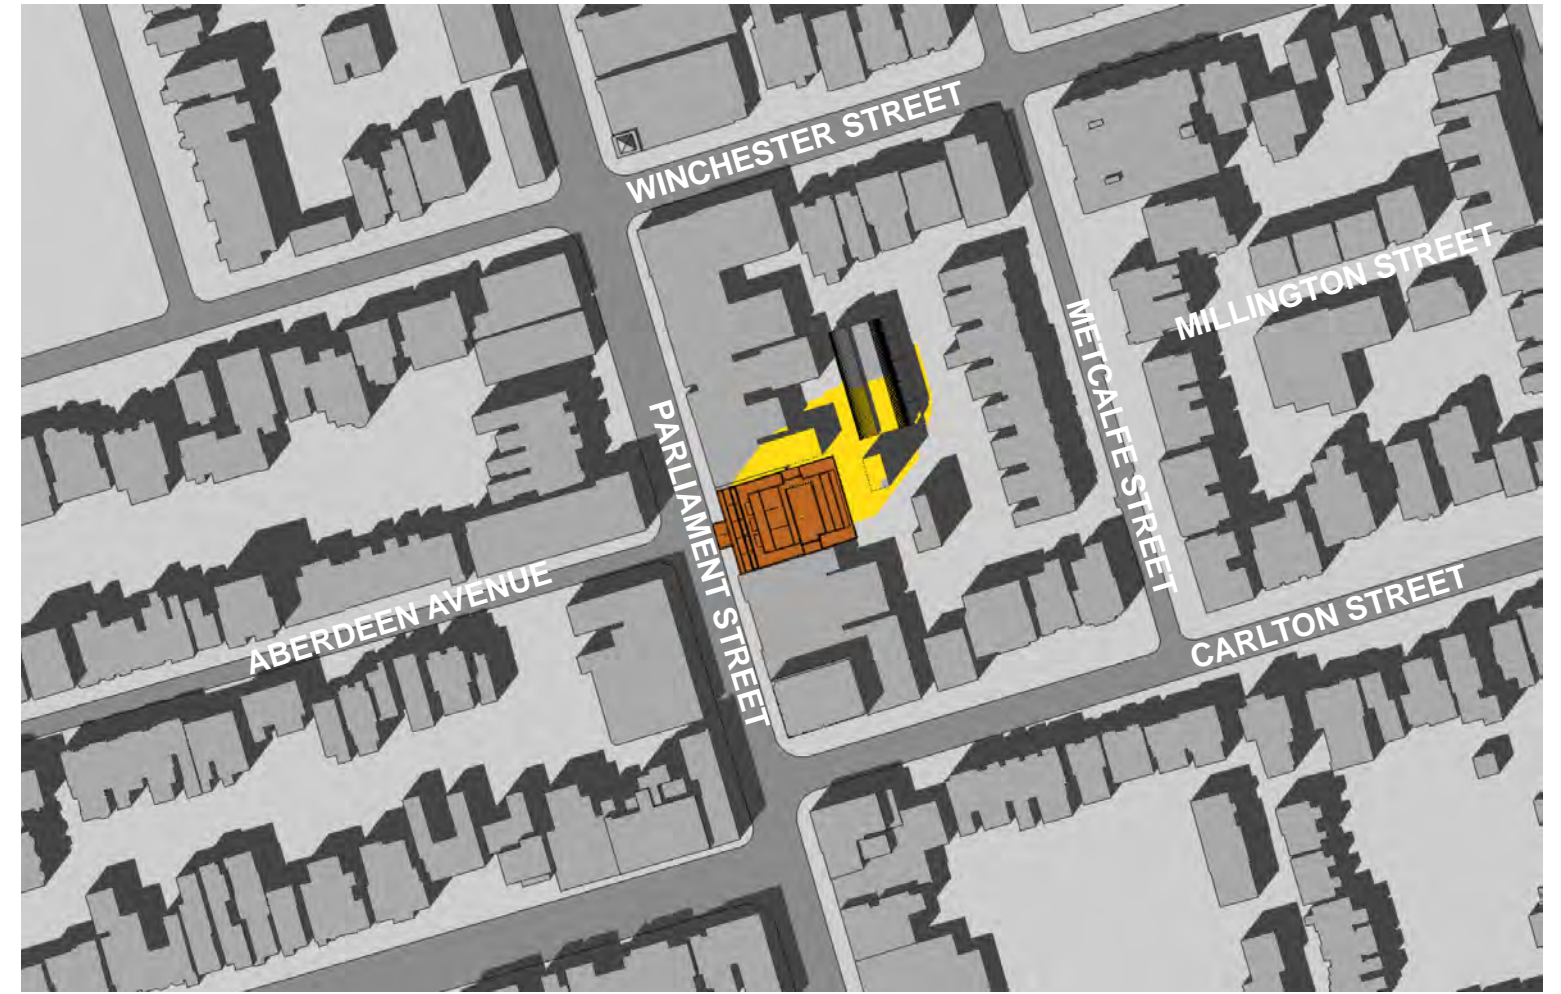 WINCHESTER STREET
MILLINGTON STREET
METCALFE STREET
PARLIAMENT STREET
ABERDEEN AVENUE
CARLTON STREET